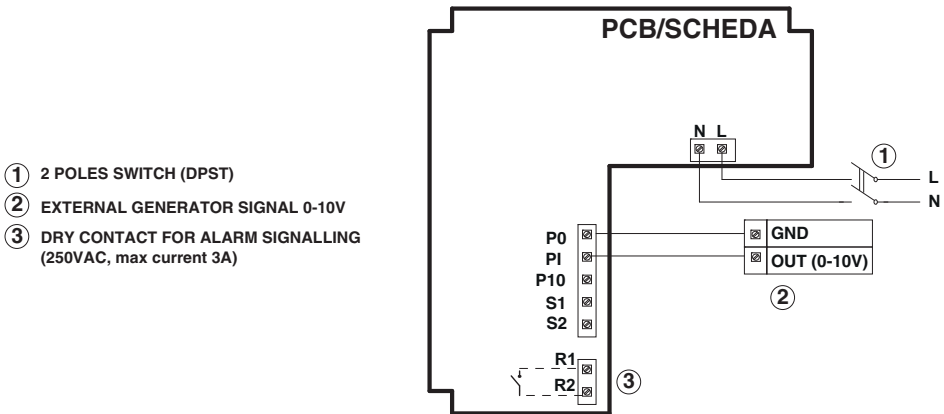 PCB/SCHEDA
N L
1
L
N
1 2 POLES SWITCH (DPST)
2 EXTERNAL GENERATOR SIGNAL 0-10V
3 DRY CONTACT FOR ALARM SIGNALLING
(250VAC, max current 3A)
P0
PI
P10
S1
S2
GND
OUT (0-10V)
2
R1
R2
3